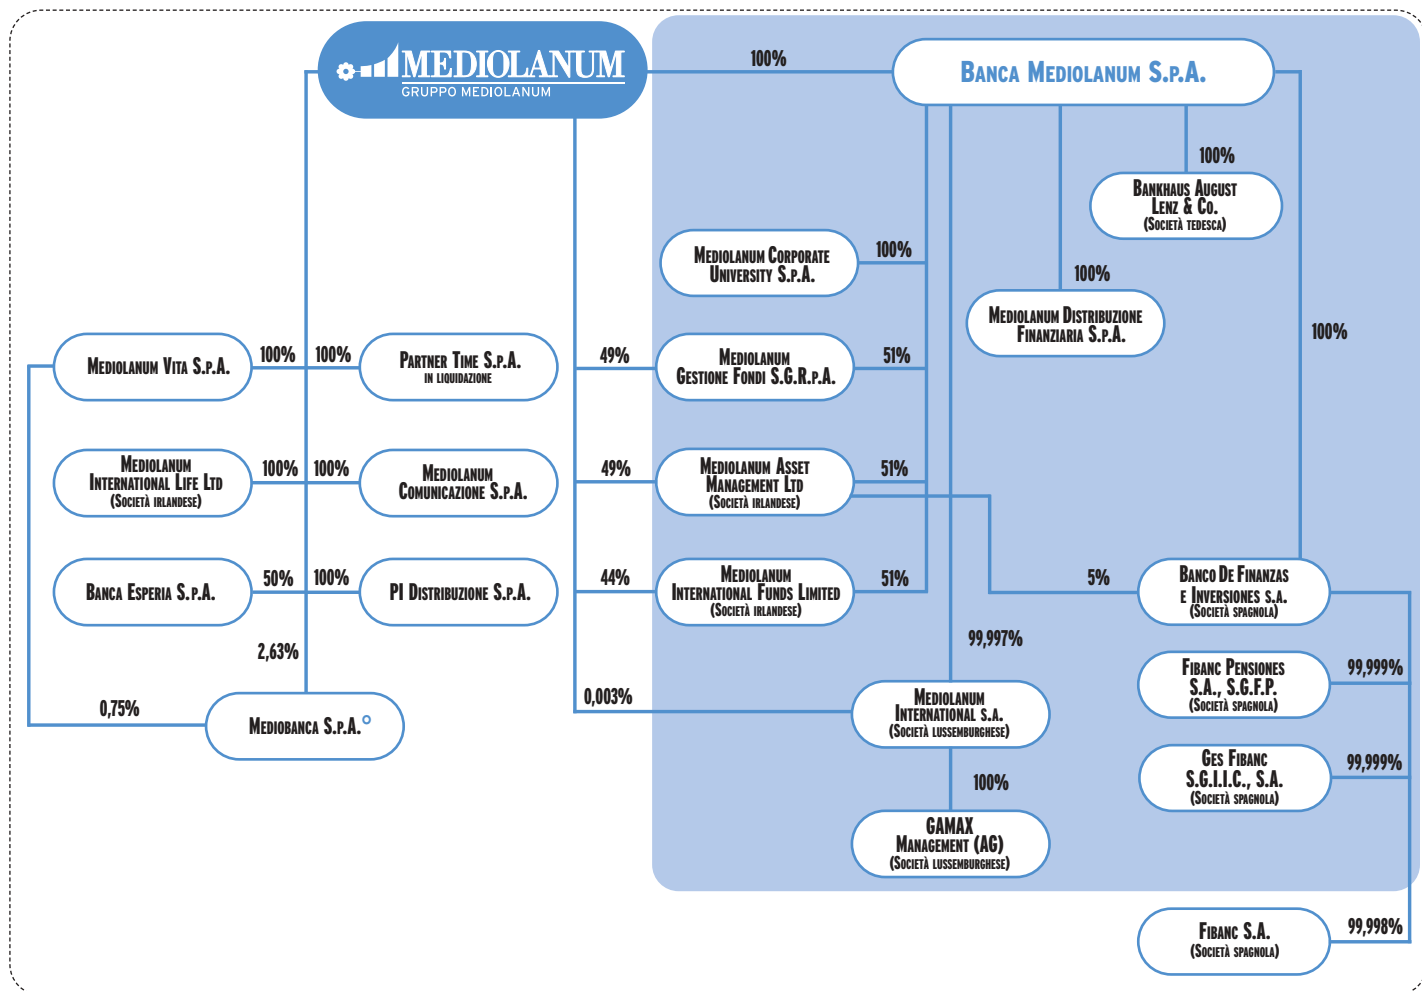 MEDIOLANUM
GRUPPO MEDIOLANUM
100%
BANCA MEDIOLANUM S.P.A.
100%
BANKHAUS AUGUST
LENZ & CO.
(SOCIETÀ TEDESCA)
100%
MEDIOLANUM CORPORATE
UNIVERSITY S.P.A.
100%
MEDIOLANUM DISTRIBUZIONE
FINANZIARIA S.P.A.
100%
MEDIOLANUM VITA S.P.A.
100%
100%
PARTNER TIME S.P.A.
IN LIQUIDAZIONE
49%
MEDIOLANUM
GESTIONE FONDI S.G.R.P.A.
51%
MEDIOLANUM
INTERNATIONAL LIFE LTD
(SOCIETÀ IRLANDESE)
100%
100%
MEDIOLANUM
COMUNICAZIONE S.P.A.
49%
MEDIOLANUM ASSET
MANAGEMENT LTD
(SOCIETÀ IRLANDESE)
51%
BANCA ESPERIA S.P.A.
50%
100%
PI DISTRIBUZIONE S.P.A.
44%
MEDIOLANUM
INTERNATIONAL FUNDS LIMITED
(SOCIETÀ IRLANDESE)
51%
5%
BANCO DE FINANZAS
E INVERSIONES S.A.
(SOCIETÀ SPAGNOLA)
2,63%
99,997%
0,75%
MEDIOBANCA S.P.A.°
0,003%
MEDIOLANUM
INTERNATIONAL S.A.
(SOCIETÀ LUSSEMBURGHESE)
FIBANC PENSIONES
S.A., S.G.F.P.
(SOCIETÀ SPAGNOLA)
99,999%
100%
GES FIBANC
S.G.I.I.C., S.A.
(SOCIETÀ SPAGNOLA)
99,999%
GAMAX
MANAGEMENT (AG)
(SOCIETÀ LUSSEMBURGHESE)
FIBANC S.A.
(SOCIETÀ SPAGNOLA)
99,998%